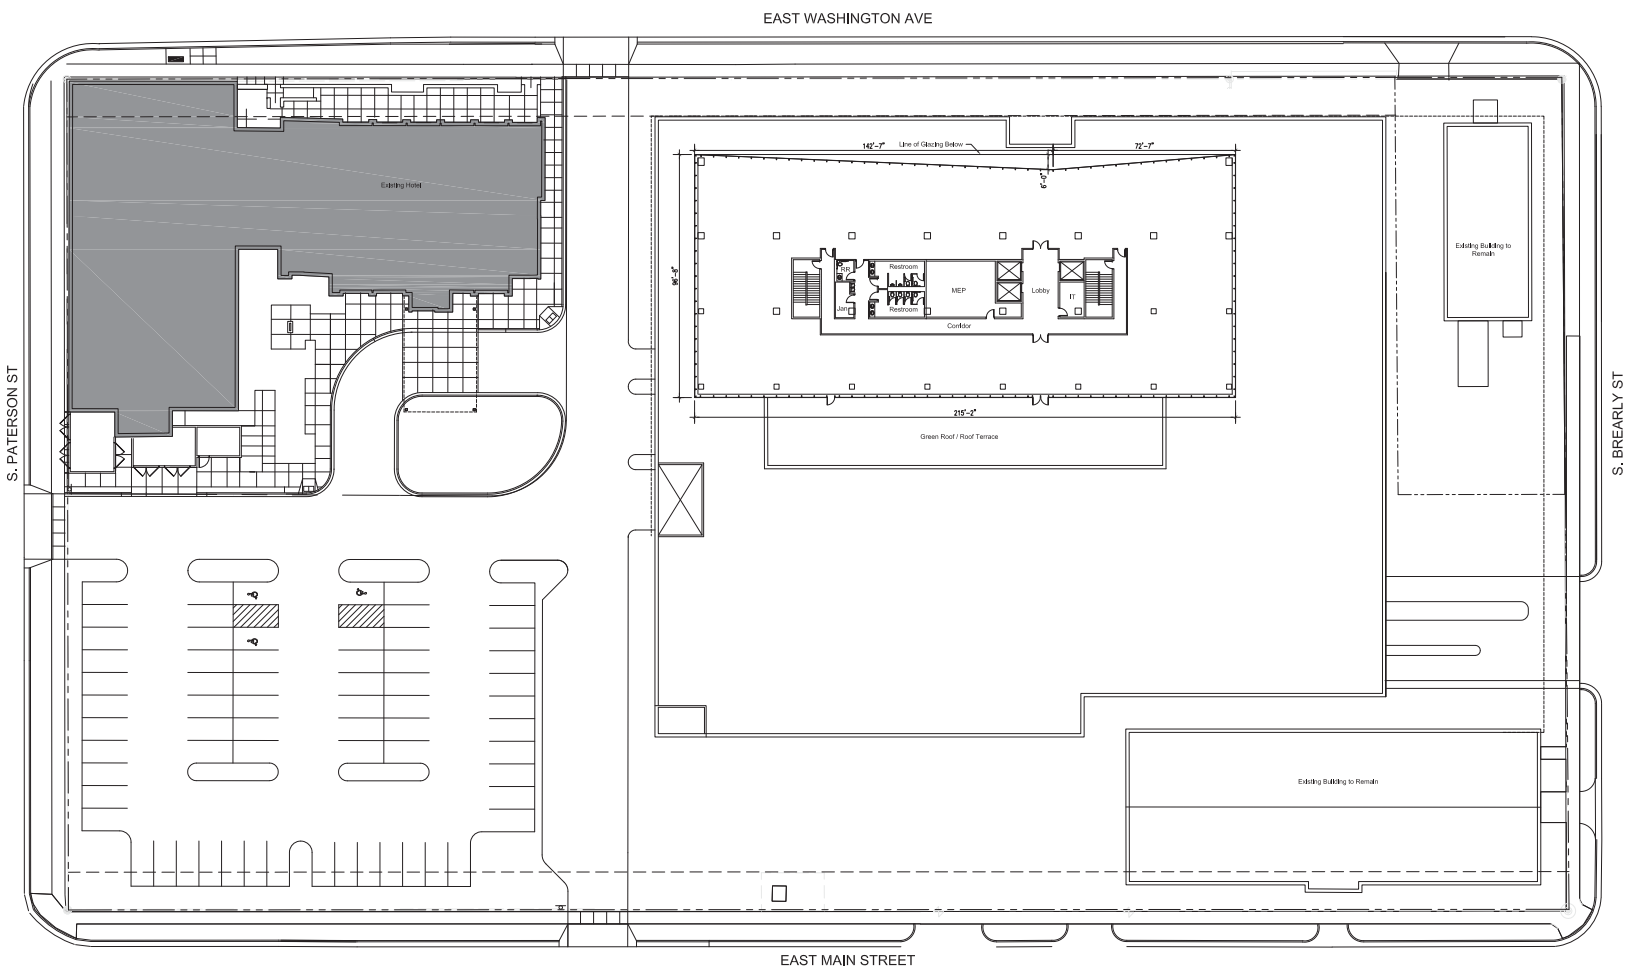 EAST WASHINGTON AVE
142'-7"
Line of Glazing Below
72'-7"
6'-0"
Existing Hotel
Existing Building to
Remain
96'-8"
RR
Restroom
MEP
Lobby
IT
Jan
Restroom
Corridor
215'-2"
Green Roof / Roof Terrace
S. PATERSON ST
S. BREARLY ST
Existing Building to Remain
EAST MAIN STREET